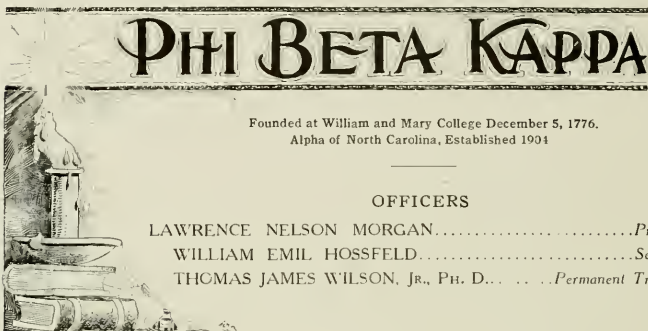 PHI BETA KAPPA
Founded at William and Mary College December 5, 1776.
Alpha of North Carolina, Established 1904
OFFICERS
LAWRENCE NELSON MORGAN........................
WILLIAM EMIL HOSSFELD..........................
THOMAS JAMES WILSON, JR., PH. D... .. ..Permanent